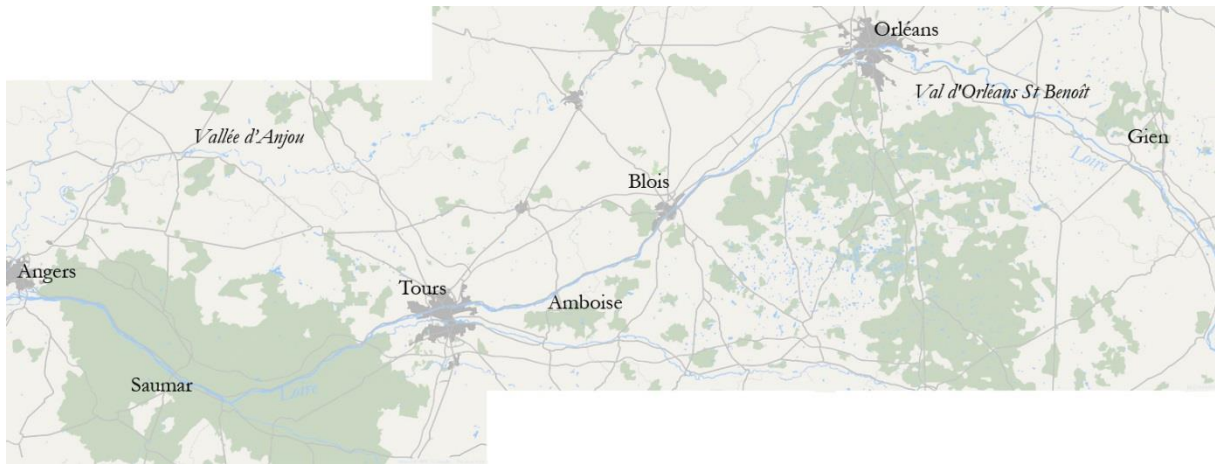 Orléans
Val d'Orléans St Benoît
Vallée d'Anjou
Gien
Loire
Blois
Angers
Tours
Amboise
Saumar
Loire